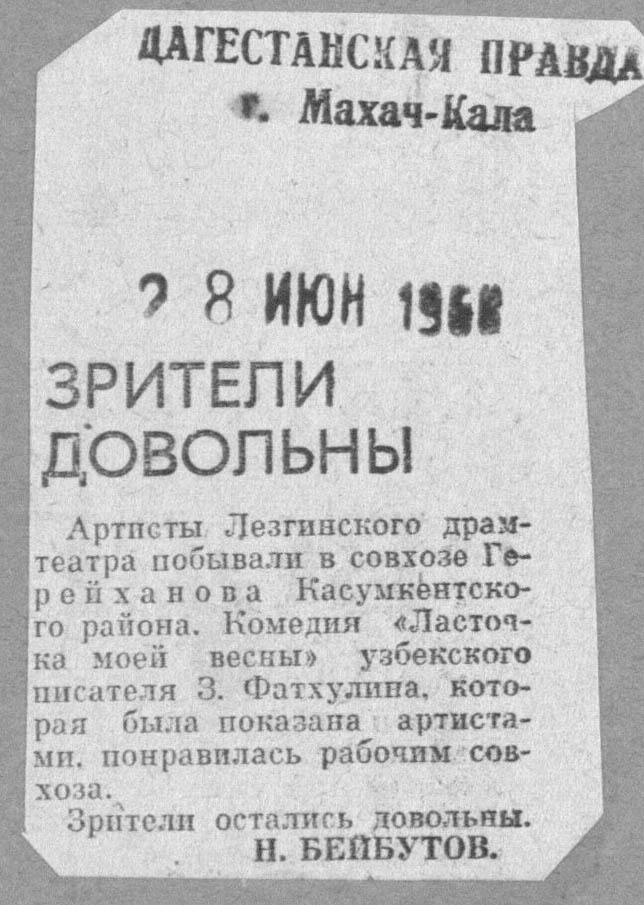 ДАГЕСТАНСКАЯ ПРАВДА
г. Махач-Кала
28 ИЮН
ЗРИТЕЛИ
ДОВОЛЬНЫ
Артисты Лезгинского драм-
театра побывали в совхозе Ге-
рейханова Касумкентско-
го района. Комедия «Ласточ-
ка моей весны» узбекского
писателя З. Фатхулина, кото-
рая была показана артиста-
ми, понравилась рабочим сов-
хоза.
Зрители остались довольны.
Н. БЕЙБУТОВ.